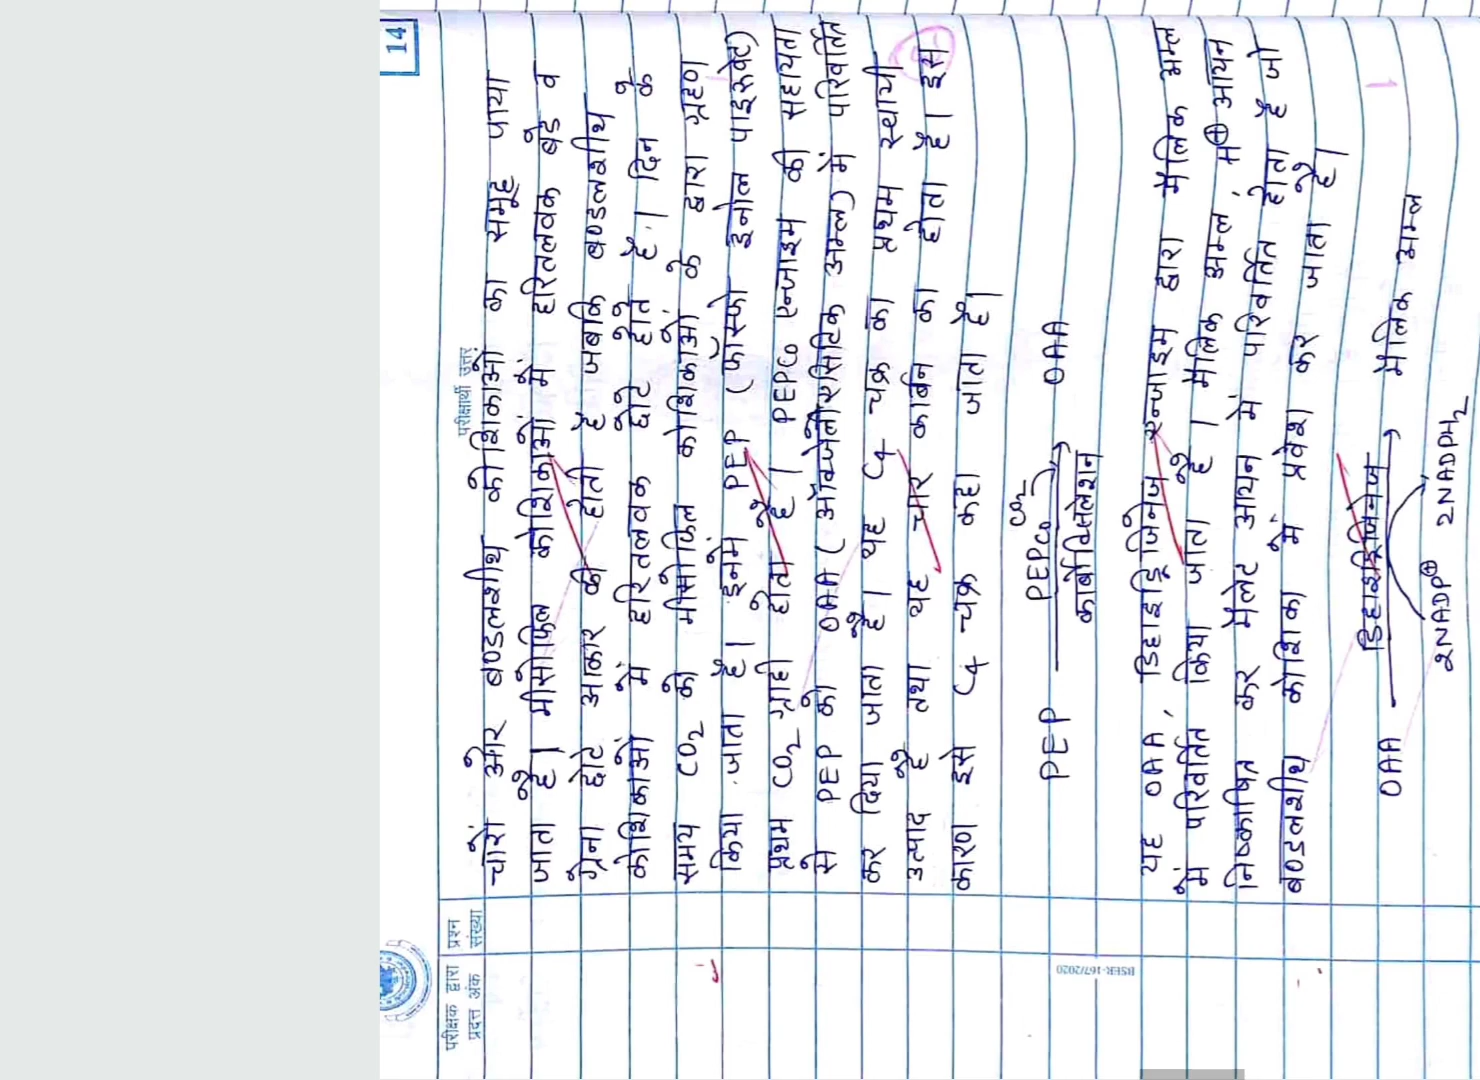 14
परीक्षक द्वारा प्रदत्त अंक
प्रश्न संख्या
परीक्षार्थी उत्तर
चारों ओर बण्डलशीथ कोशिकाओं का समूह पाया
जाता है। मीसोफिल कोशिकाओं में हरितलवक बडे व
ग्रेना छोटे आकार की होती है जबकि बण्डलशीथ
कोशिकाओं में हरितलवक छोटे होते है। दिन के
समय CO2 को मीसोफिल कोशिकाओं के द्वारा ग्रहण
किया जाता है। इनमें PEP (फॉस्फो इनोल पाइरूवेट)
प्रथम CO2 ग्राही होता है। PEPCO एन्जाइम की सहायता
से PEP को OAA (ऑक्जेलोएसिटिक अम्ल) में परिवर्तित
कर दिया जाता है। यह C4 चक्र का प्रथम स्थायी
उत्पाद है तथा यह चार कार्बन का होता है। इस
कारण इसे C4 चक्र कहा जाता है।
CO2
PEP PEPCO OAA
कार्बोक्सिलेशन
यह OAA, डिहाइड्रिजिनेज एन्जाइम द्वारा मैलिक अम्ल
में परिवर्तित किया जाता है। मैलिक अम्ल, H⊕ आयन
निष्काषित कर मैलेट आयन में परिवर्तित होता है जो
बण्डलशीथ कोशिका में प्रवेश कर जाता है।
OAA डिहाइड्रिजिनेज मैलिक अम्ल
2NADP⊕ 2NADPH2
BSER-167/2020